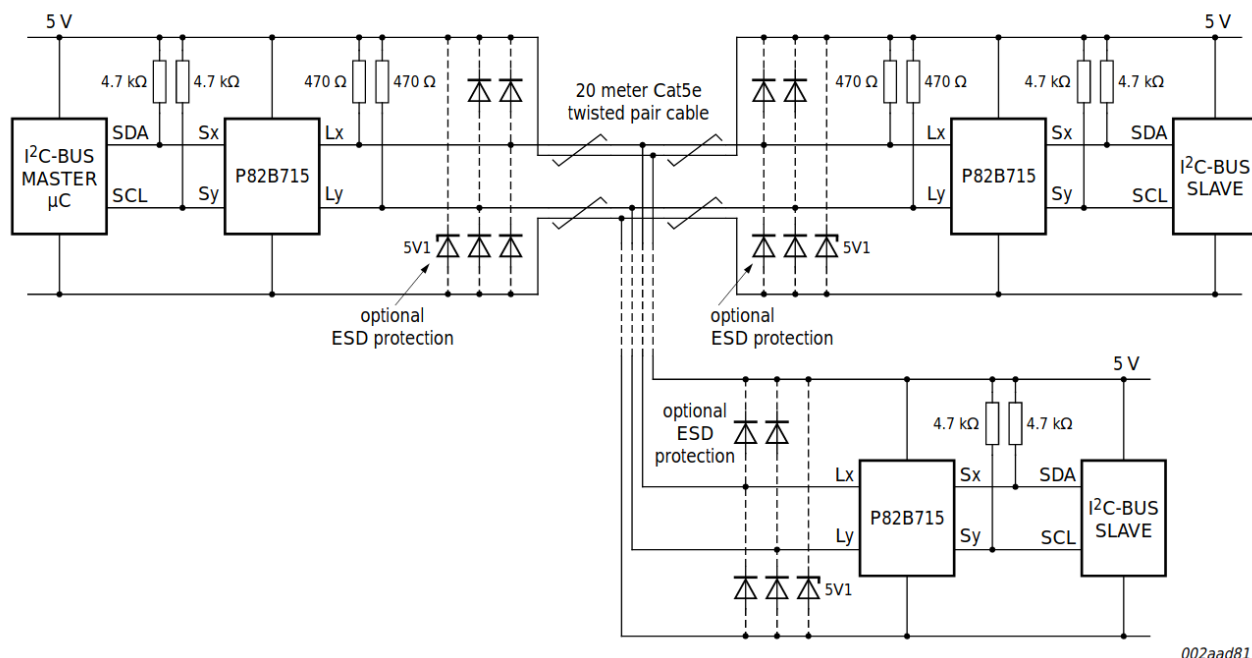 5 V
5 V
4.7 kΩ
4.7 kΩ
470 Ω
470 Ω
20 meter Cat5e
twisted pair cable
470 Ω
470 Ω
4.7 kΩ
4.7 kΩ
I²C-BUS
MASTER
μC
SDA
SCL
Sx
Sy
P82B715
Lx
Ly
Lx
Ly
P82B715
Sx
Sy
SDA
SCL
I²C-BUS
SLAVE
5V1
5V1
optional
ESD protection
optional
ESD protection
5 V
optional
ESD
protection
4.7 kΩ
4.7 kΩ
Lx
Ly
P82B715
Sx
Sy
SDA
SCL
I²C-BUS
SLAVE
5V1
002aad81